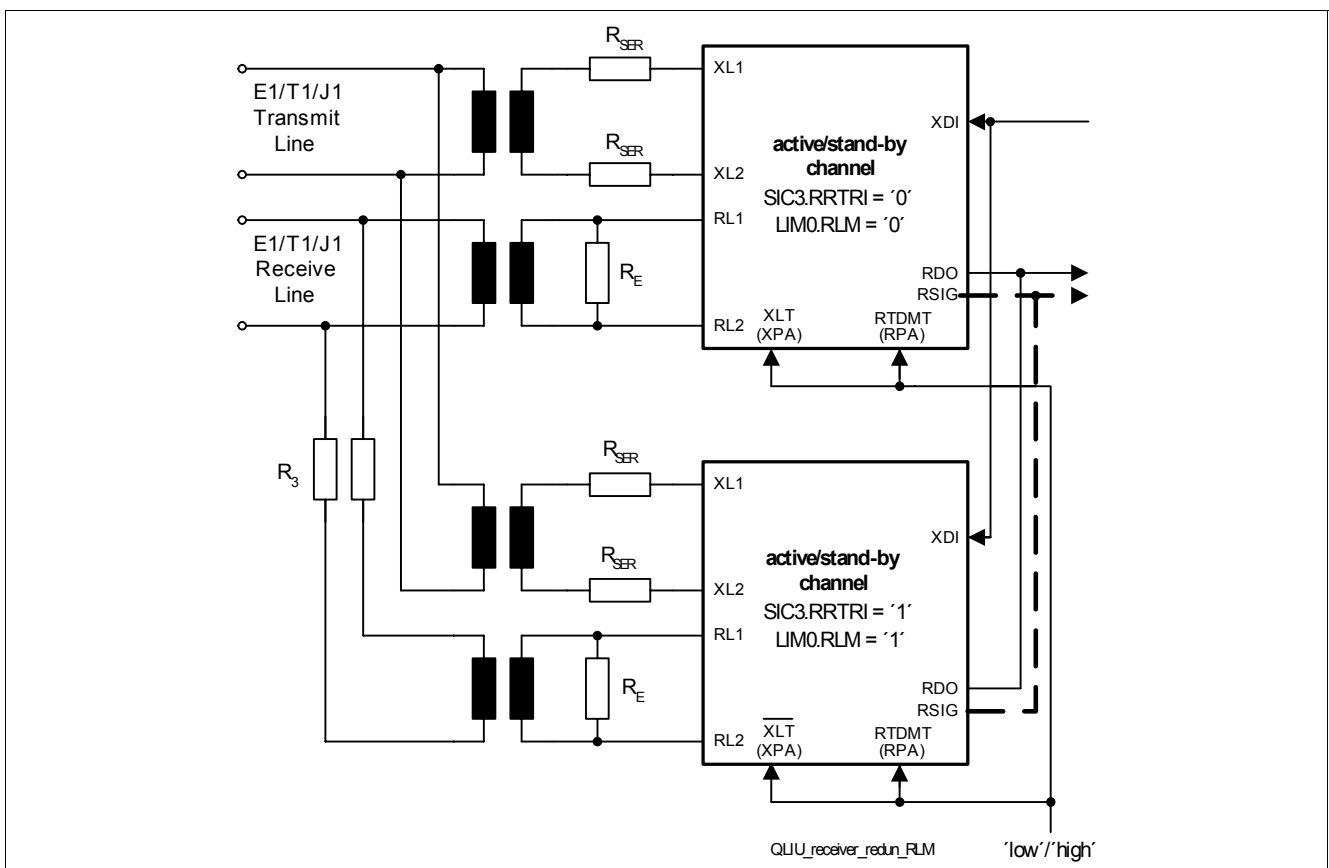 R_SER
E1/T1/J1
Transmit
Line
R_SER
E1/T1/J1
Receive
Line
R_E
XL1
XDI
active/stand-by
channel
XL2
SIC3.RRTRI = ´0´
RL1
LIM0.RLM = ´0´
RDO
RSIG
RL2
XLT
(XPA)
RTDMT
(RPA)
R_3
R_SER
R_SER
R_E
XL1
XDI
active/stand-by
channel
XL2
SIC3.RRTRI = ´1´
RL1
LIM0.RLM = ´1´
RDO
RSIG
RL2
X̅L̅T̅
(XPA)
RTDMT
(RPA)
QLIU_receiver_redun_RLM
´low´/´high´